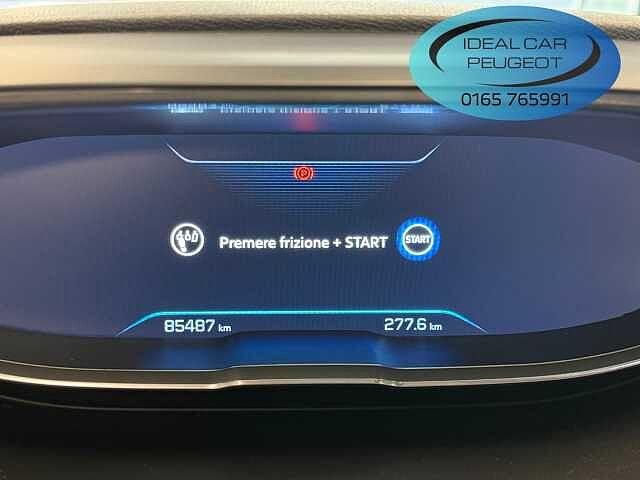 IDEAL CAR
PEUGEOT
0165 765991
P
Premere frizione + START START
85487 km 277.6 km